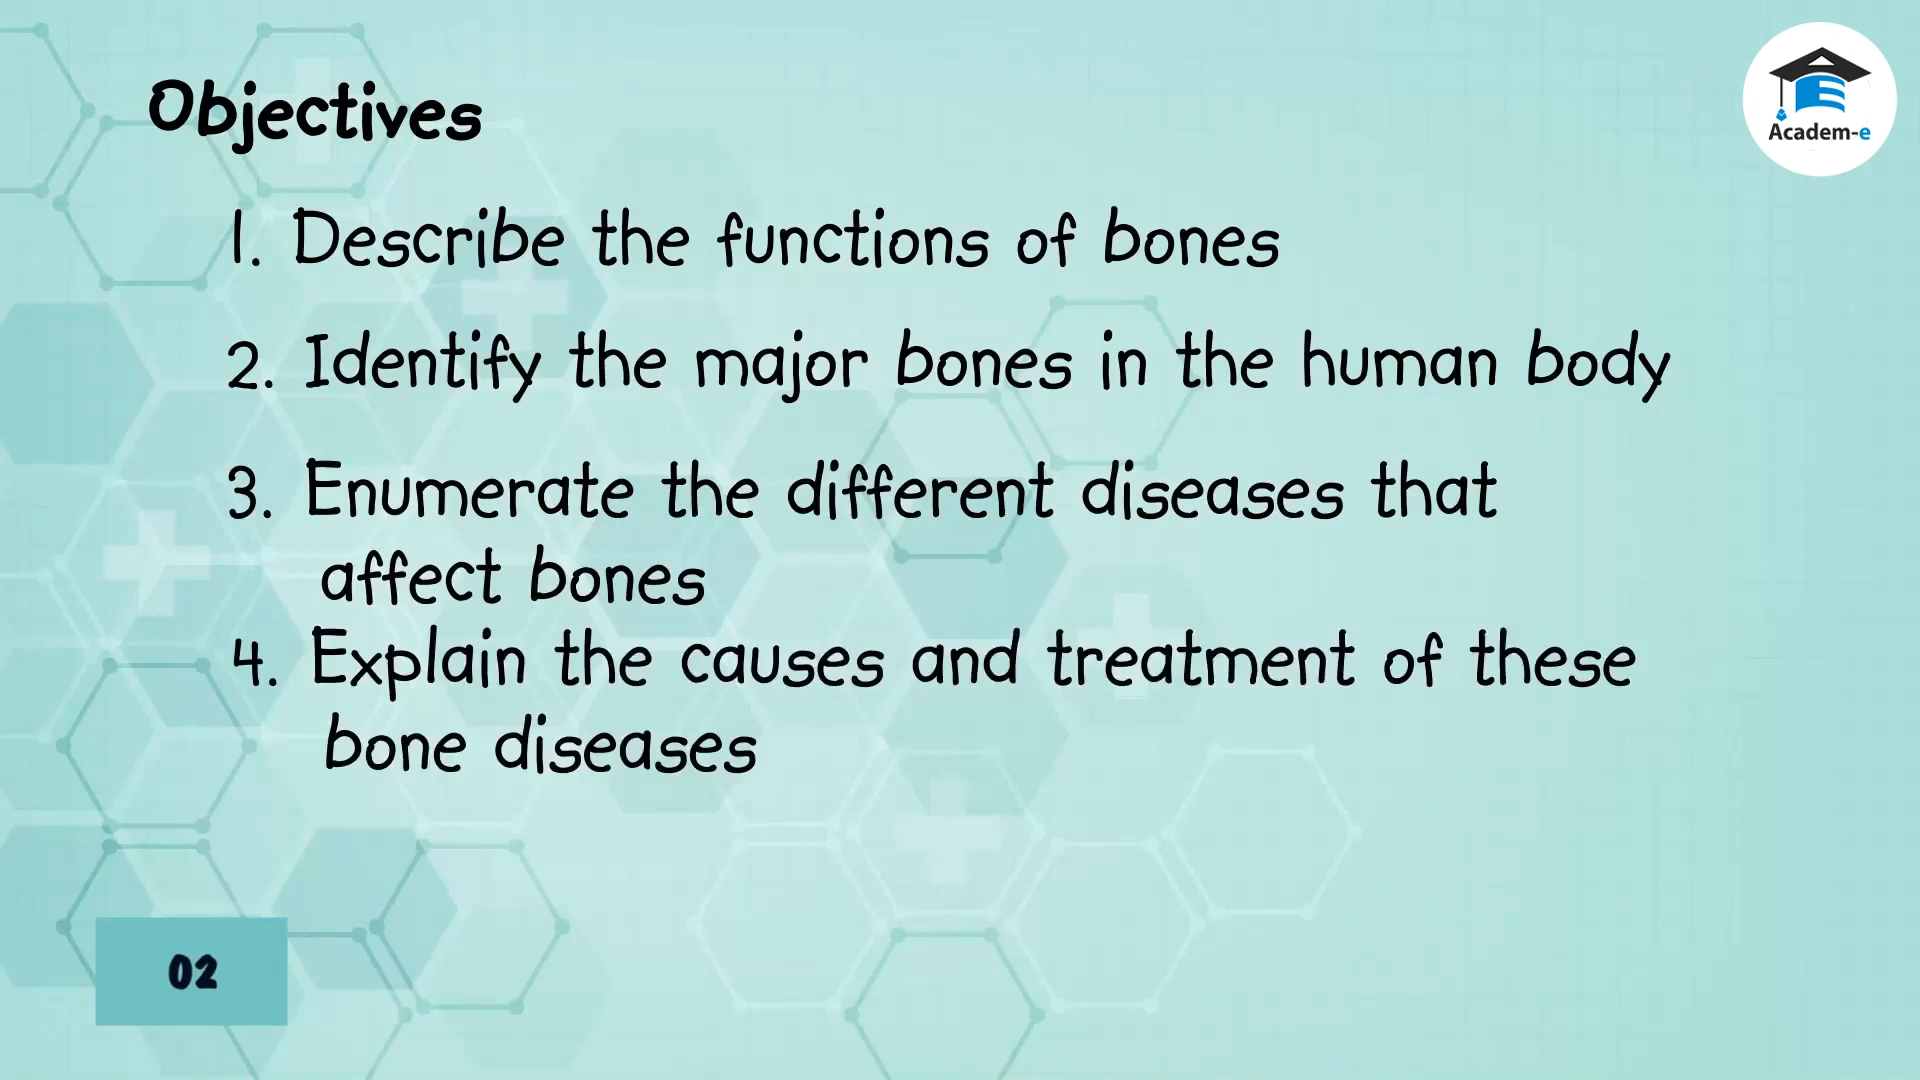 Objectives
Academ-e
1. Describe the functions of bones
2. Identify the major bones in the human body
3. Enumerate the different diseases that
affect bones
4. Explain the causes and treatment of these
bone diseases
02